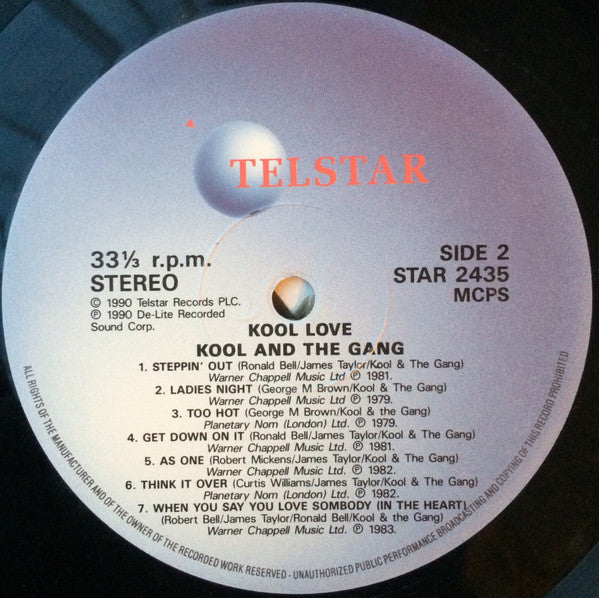 TELSTAR
33⅓ r.p.m.
STEREO
© 1990 Telstar Records PLC.
℗ 1990 De-Lite Recorded
Sound Corp.
SIDE 2
STAR 2435
MCPS
KOOL LOVE
KOOL AND THE GANG
1. STEPPIN' OUT (Ronald Bell/James Taylor/Kool & The Gang)
Warner Chappell Music Ltd ℗ 1981.
2. LADIES NIGHT (George M Brown/Kool & the Gang)
Warner Chappell Music Ltd. ℗ 1979.
3. TOO HOT (George M Brown/Kool & the Gang)
Planetary Nom (London) Ltd. ℗ 1979.
4. GET DOWN ON IT (Ronald Bell/James Taylor/Kool & The Gang)
Warner Chappell Music Ltd. ℗ 1981.
5. AS ONE (Robert Mickens/James Taylor/Kool & The Gang)
Warner Chappell Music Ltd. ℗ 1982.
6. THINK IT OVER (Curtis Williams/James Taylor/Kool & The Gang)
Planetary Nom (London) Ltd. ℗ 1982.
7. WHEN YOU SAY YOU LOVE SOMBODY (IN THE HEART)
(Robert Bell/James Taylor/Ronald Bell/Kool & the Gang)
Warner Chappell Music Ltd. ℗ 1983.
ALL RIGHTS OF THE MANUFACTURER AND OF THE OWNER OF THE RECORDED WORK RESERVED - UNAUTHORIZED PUBLIC PERFORMANCE BROADCASTING AND COPYING OF THIS RECORD PROHIBITED